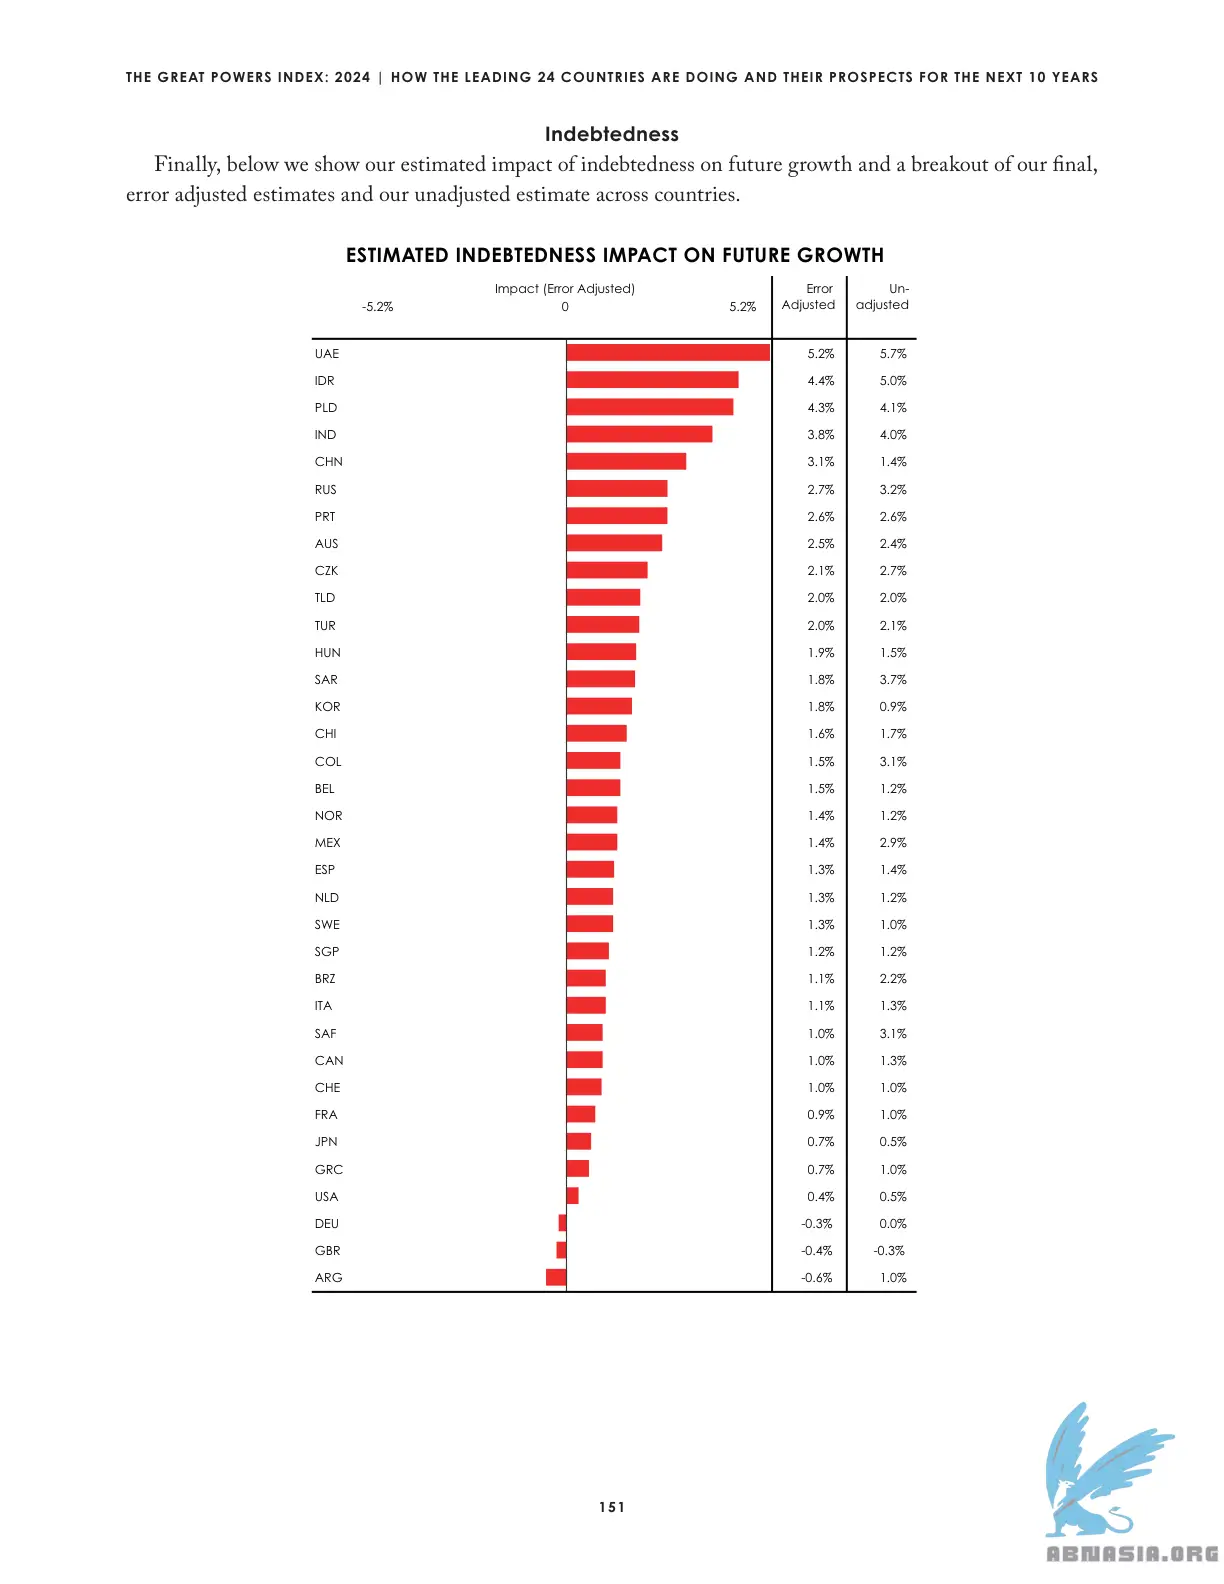 THE GREAT POWERS INDEX: 2024 | HOW THE LEADING 24 COUNTRIES ARE DOING AND THEIR PROSPECTS FOR THE NEXT 10 YEARS
Indebtedness
Finally, below we show our estimated impact of indebtedness on future growth and a breakout of our final,
error adjusted estimates and our unadjusted estimate across countries.
ESTIMATED INDEBTEDNESS IMPACT ON FUTURE GROWTH
Impact (Error Adjusted) Error Un-
-5.2% 0 5.2% Adjusted adjusted
UAE 5.2% 5.7%
IDR 4.4% 5.0%
PLD 4.3% 4.1%
IND 3.8% 4.0%
CHN 3.1% 1.4%
RUS 2.7% 3.2%
PRT 2.6% 2.6%
AUS 2.5% 2.4%
CZK 2.1% 2.7%
TLD 2.0% 2.0%
TUR 2.0% 2.1%
HUN 1.9% 1.5%
SAR 1.8% 3.7%
KOR 1.8% 0.9%
CHI 1.6% 1.7%
COL 1.5% 3.1%
BEL 1.5% 1.2%
NOR 1.4% 1.2%
MEX 1.4% 2.9%
ESP 1.3% 1.4%
NLD 1.3% 1.2%
SWE 1.3% 1.0%
SGP 1.2% 1.2%
BRZ 1.1% 2.2%
ITA 1.1% 1.3%
SAF 1.0% 3.1%
CAN 1.0% 1.3%
CHE 1.0% 1.0%
FRA 0.9% 1.0%
JPN 0.7% 0.5%
GRC 0.7% 1.0%
USA 0.4% 0.5%
DEU -0.3% 0.0%
GBR -0.4% -0.3%
ARG -0.6% 1.0%
151
ABNASIA.ORG